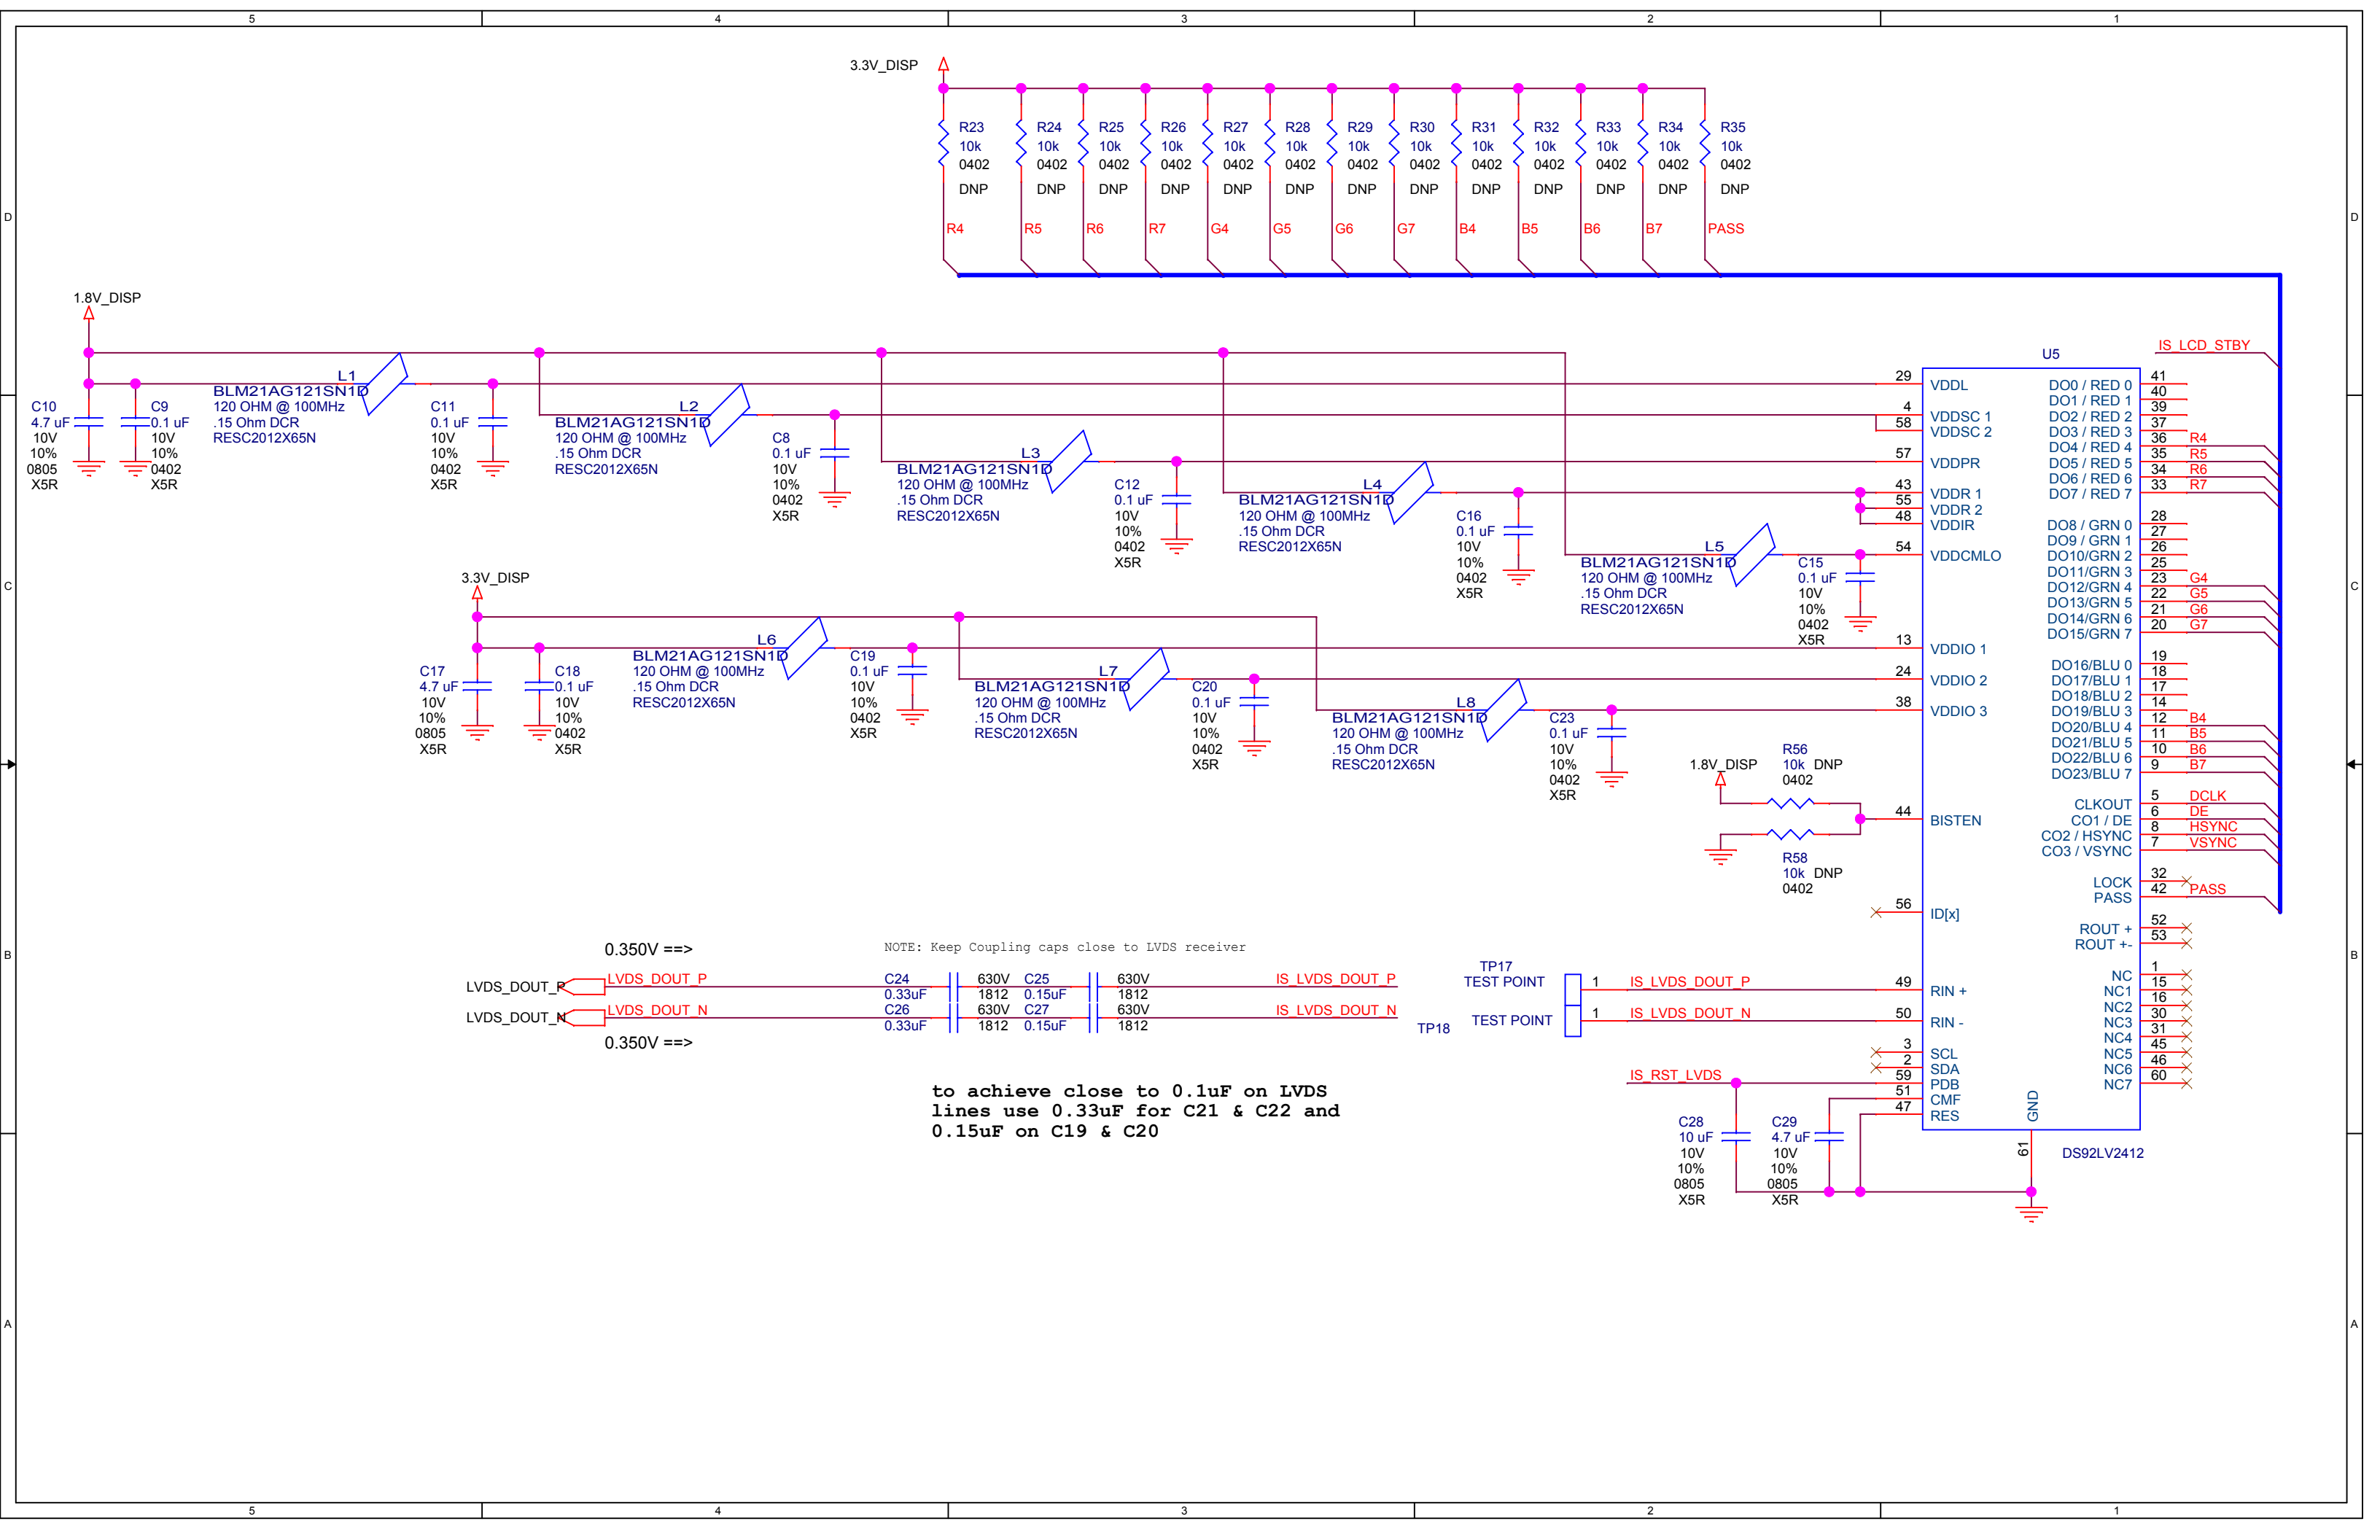 5 4 3 2 1
3.3V_DISP
R23 R24 R25 R26 R27 R28 R29 R30 R31 R32 R33 R34 R35
10k 10k 10k 10k 10k 10k 10k 10k 10k 10k 10k 10k 10k
0402 0402 0402 0402 0402 0402 0402 0402 0402 0402 0402 0402 0402
DNP DNP DNP DNP DNP DNP DNP DNP DNP DNP DNP DNP DNP
D D
R4 R5 R6 R7 G4 G5 G6 G7 B4 B5 B6 B7 PASS
1.8V_DISP
L1
BLM21AG121SN1D
120 OHM @ 100MHz
.15 Ohm DCR
RESC2012X65N
C10
4.7 uF
10V
10%
0805
X5R
C9
0.1 uF
10V
10%
0402
X5R
C11
0.1 uF
10V
10%
0402
X5R
L2
BLM21AG121SN1D
120 OHM @ 100MHz
.15 Ohm DCR
RESC2012X65N
C8
0.1 uF
10V
10%
0402
X5R
L3
BLM21AG121SN1D
120 OHM @ 100MHz
.15 Ohm DCR
RESC2012X65N
C12
0.1 uF
10V
10%
0402
X5R
L4
BLM21AG121SN1D
120 OHM @ 100MHz
.15 Ohm DCR
RESC2012X65N
C16
0.1 uF
10V
10%
0402
X5R
L5
BLM21AG121SN1D
120 OHM @ 100MHz
.15 Ohm DCR
RESC2012X65N
C15
0.1 uF
10V
10%
0402
X5R
C C
3.3V_DISP
C17
4.7 uF
10V
10%
0805
X5R
C18
0.1 uF
10V
10%
0402
X5R
L6
BLM21AG121SN1D
120 OHM @ 100MHz
.15 Ohm DCR
RESC2012X65N
C19
0.1 uF
10V
10%
0402
X5R
L7
BLM21AG121SN1D
120 OHM @ 100MHz
.15 Ohm DCR
RESC2012X65N
C20
0.1 uF
10V
10%
0402
X5R
L8
BLM21AG121SN1D
120 OHM @ 100MHz
.15 Ohm DCR
RESC2012X65N
C23
0.1 uF
10V
10%
0402
X5R
1.8V_DISP
R56
10k DNP
0402
R58
10k DNP
0402
U5
IS_LCD_STBY
29 VDDL
4 VDDSC 1
58 VDDSC 2
57 VDDPR
43 VDDR 1
55 VDDR 2
48 VDDIR
54 VDDCMLO
13 VDDIO 1
24 VDDIO 2
38 VDDIO 3
44 BISTEN
56 ID[x]
49 RIN +
50 RIN -
3 SCL
2 SDA
59 PDB
51 CMF
47 RES
DO0 / RED 0 41
DO1 / RED 1 40
DO2 / RED 2 39
DO3 / RED 3 37
DO4 / RED 4 36 R4
DO5 / RED 5 35 R5
DO6 / RED 6 34 R6
DO7 / RED 7 33 R7
DO8 / GRN 0 28
DO9 / GRN 1 27
DO10/GRN 2 26
DO11/GRN 3 25
DO12/GRN 4 23 G4
DO13/GRN 5 22 G5
DO14/GRN 6 21 G6
DO15/GRN 7 20 G7
DO16/BLU 0 19
DO17/BLU 1 18
DO18/BLU 2 17
DO19/BLU 3 14
DO20/BLU 4 12 B4
DO21/BLU 5 11 B5
DO22/BLU 6 10 B6
DO23/BLU 7 9 B7
CLKOUT 5 DCLK
CO1 / DE 6 DE
CO2 / HSYNC 8 HSYNC
CO3 / VSYNC 7 VSYNC
LOCK 32
PASS 42 PASS
ROUT + 52
ROUT +- 53
NC 1
NC1 15
NC2 16
NC3 30
NC4 31
NC5 45
NC6 46
NC7 60
GND
61
DS92LV2412
B B
0.350V ==>
NOTE: Keep Coupling caps close to LVDS receiver
LVDS_DOUT_P LVDS_DOUT_P
C24 630V C25 630V
0.33uF 1812 0.15uF 1812
IS_LVDS_DOUT_P
LVDS_DOUT_N LVDS_DOUT_N
C26 630V C27 630V
0.33uF 1812 0.15uF 1812
IS_LVDS_DOUT_N
0.350V ==>
TP17
TEST POINT 1 IS_LVDS_DOUT_P
TP18 TEST POINT 1 IS_LVDS_DOUT_N
IS_RST_LVDS
to achieve close to 0.1uF on LVDS
lines use 0.33uF for C21 & C22 and
0.15uF on C19 & C20
C28
10 uF
10V
10%
0805
X5R
C29
4.7 uF
10V
10%
0805
X5R
A A
5 4 3 2 1